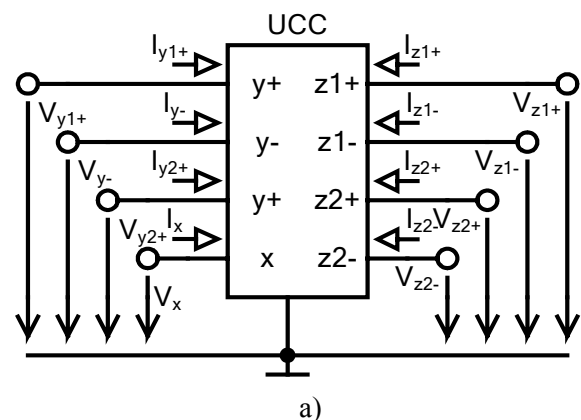 UCC
I_y1+ I_z1+
y+ z1+
V_y1+ I_y- I_z1- V_z1+
y- z1-
V_y- I_y2+ I_z2+ V_z1-
y+ z2+
V_y2+ I_x I_z2- V_z2+
x z2-
V_x V_z2-
a)